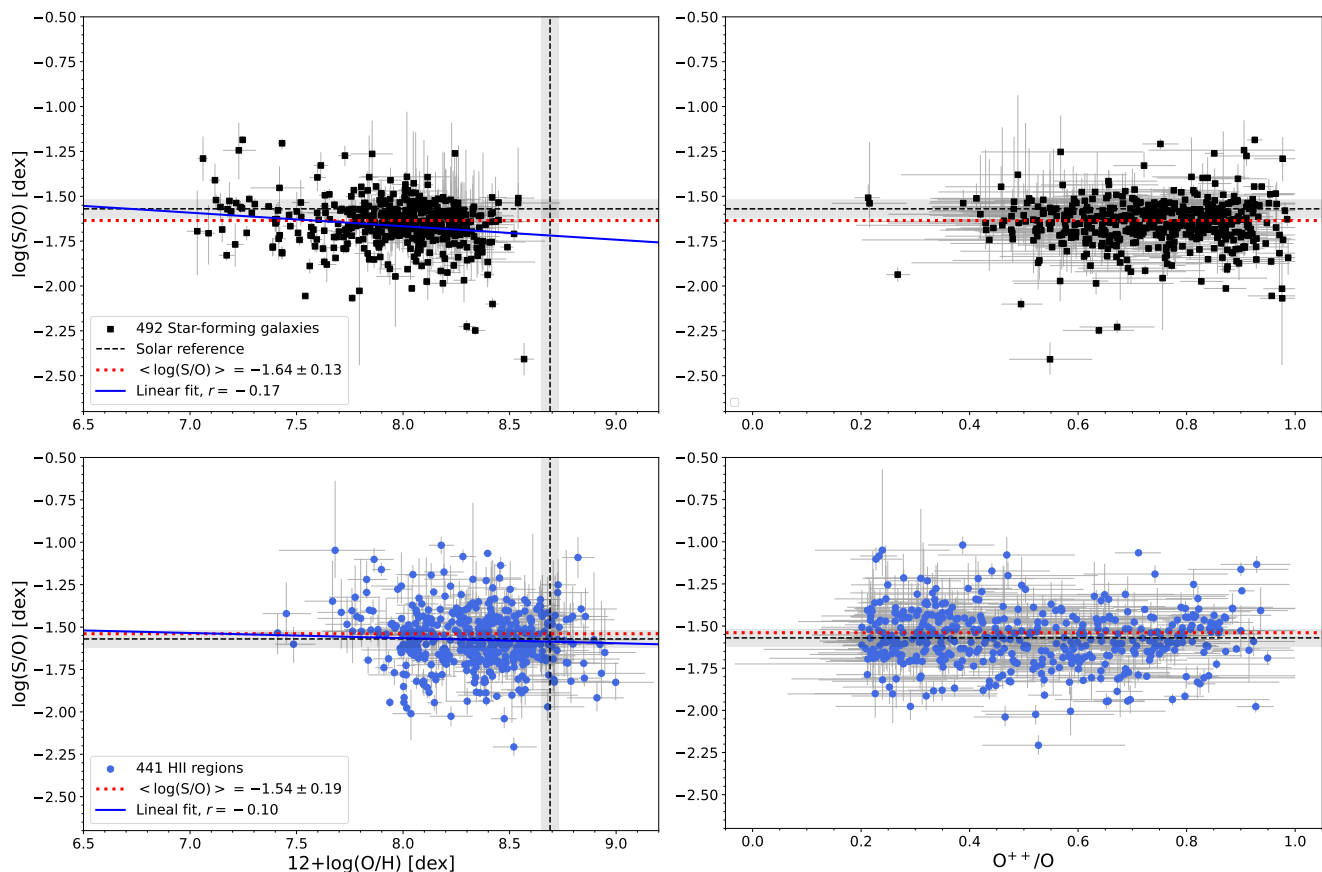 −0.50
−0.75
−1.00
−1.25
−1.50
−1.75
−2.00
−2.25
−2.50
log(S/O) [dex]
492 Star-forming galaxies
Solar reference
< log(S/O) > = −1.64 ± 0.13
Linear fit, r = −0.17
6.5 7.0 7.5 8.0 8.5 9.0
−0.50
−0.75
−1.00
−1.25
−1.50
−1.75
−2.00
−2.25
−2.50
0.0 0.2 0.4 0.6 0.8 1.0
−0.50
−0.75
−1.00
−1.25
−1.50
−1.75
−2.00
−2.25
−2.50
log(S/O) [dex]
441 HII regions
< log(S/O) > = −1.54 ± 0.19
Lineal fit, r = −0.10
6.5 7.0 7.5 8.0 8.5 9.0
12+log(O/H) [dex]
−0.50
−0.75
−1.00
−1.25
−1.50
−1.75
−2.00
−2.25
−2.50
0.0 0.2 0.4 0.6 0.8 1.0
O⁺⁺/O